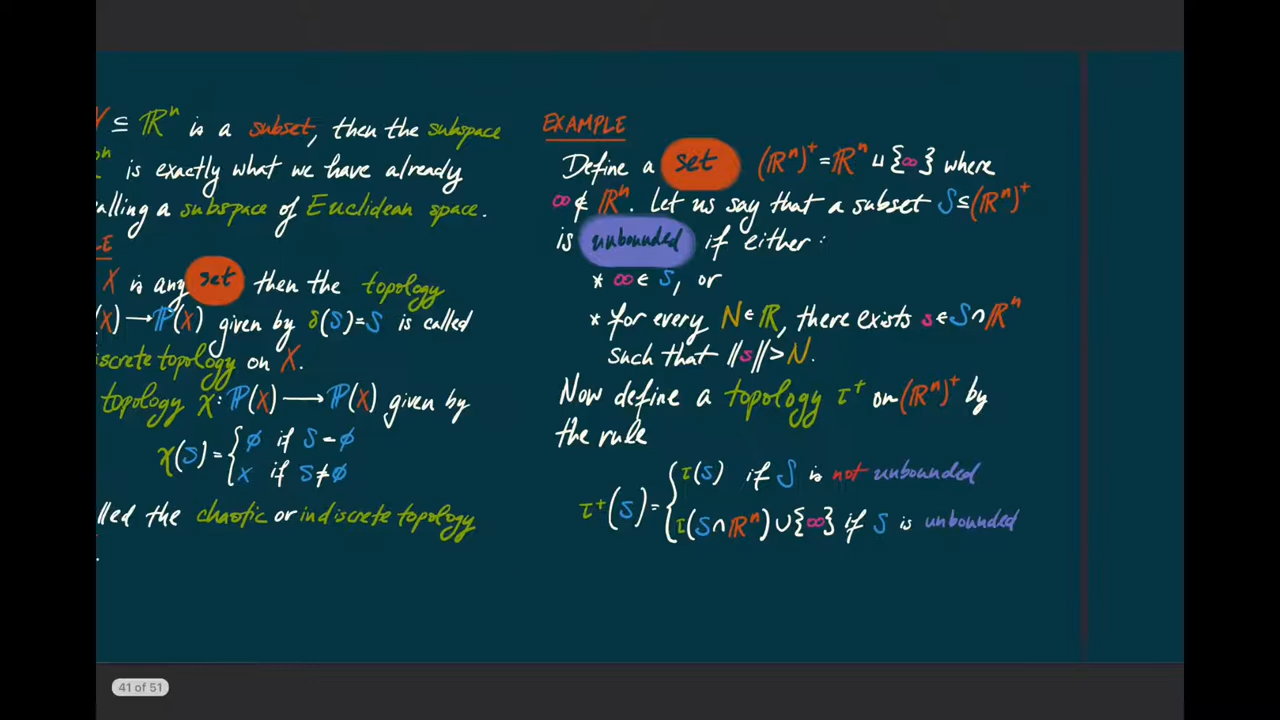 Y ⊆ ℝⁿ is a subset, then the subspace
ℝⁿ is exactly what we have already
alling a subspace of Euclidean space.
LE
X is any set then the topology
(X) → ℙ(X) given by δ(S)=S is called
iscrete topology on X.
topology χ: ℙ(X) → ℙ(X) given by
χ(S) = { ∅ if S = ∅
X if S ≠ ∅
lled the chaotic or indiscrete topology
.
EXAMPLE
Define a set (ℝⁿ)⁺ = ℝⁿ ⊔ {∞} where
∞ ∉ ℝⁿ. Let us say that a subset S ⊆ (ℝⁿ)⁺
is unbounded if either:
* ∞ ∈ S, or
* for every N ∈ ℝ, there exists s ∈ S ∩ ℝⁿ
such that ‖s‖ > N.
Now define a topology τ⁺ on (ℝⁿ)⁺ by
the rule
τ⁺(S) = { τ(S) if S is not unbounded
τ(S ∩ ℝⁿ) ∪ {∞} if S is unbounded
41 of 51